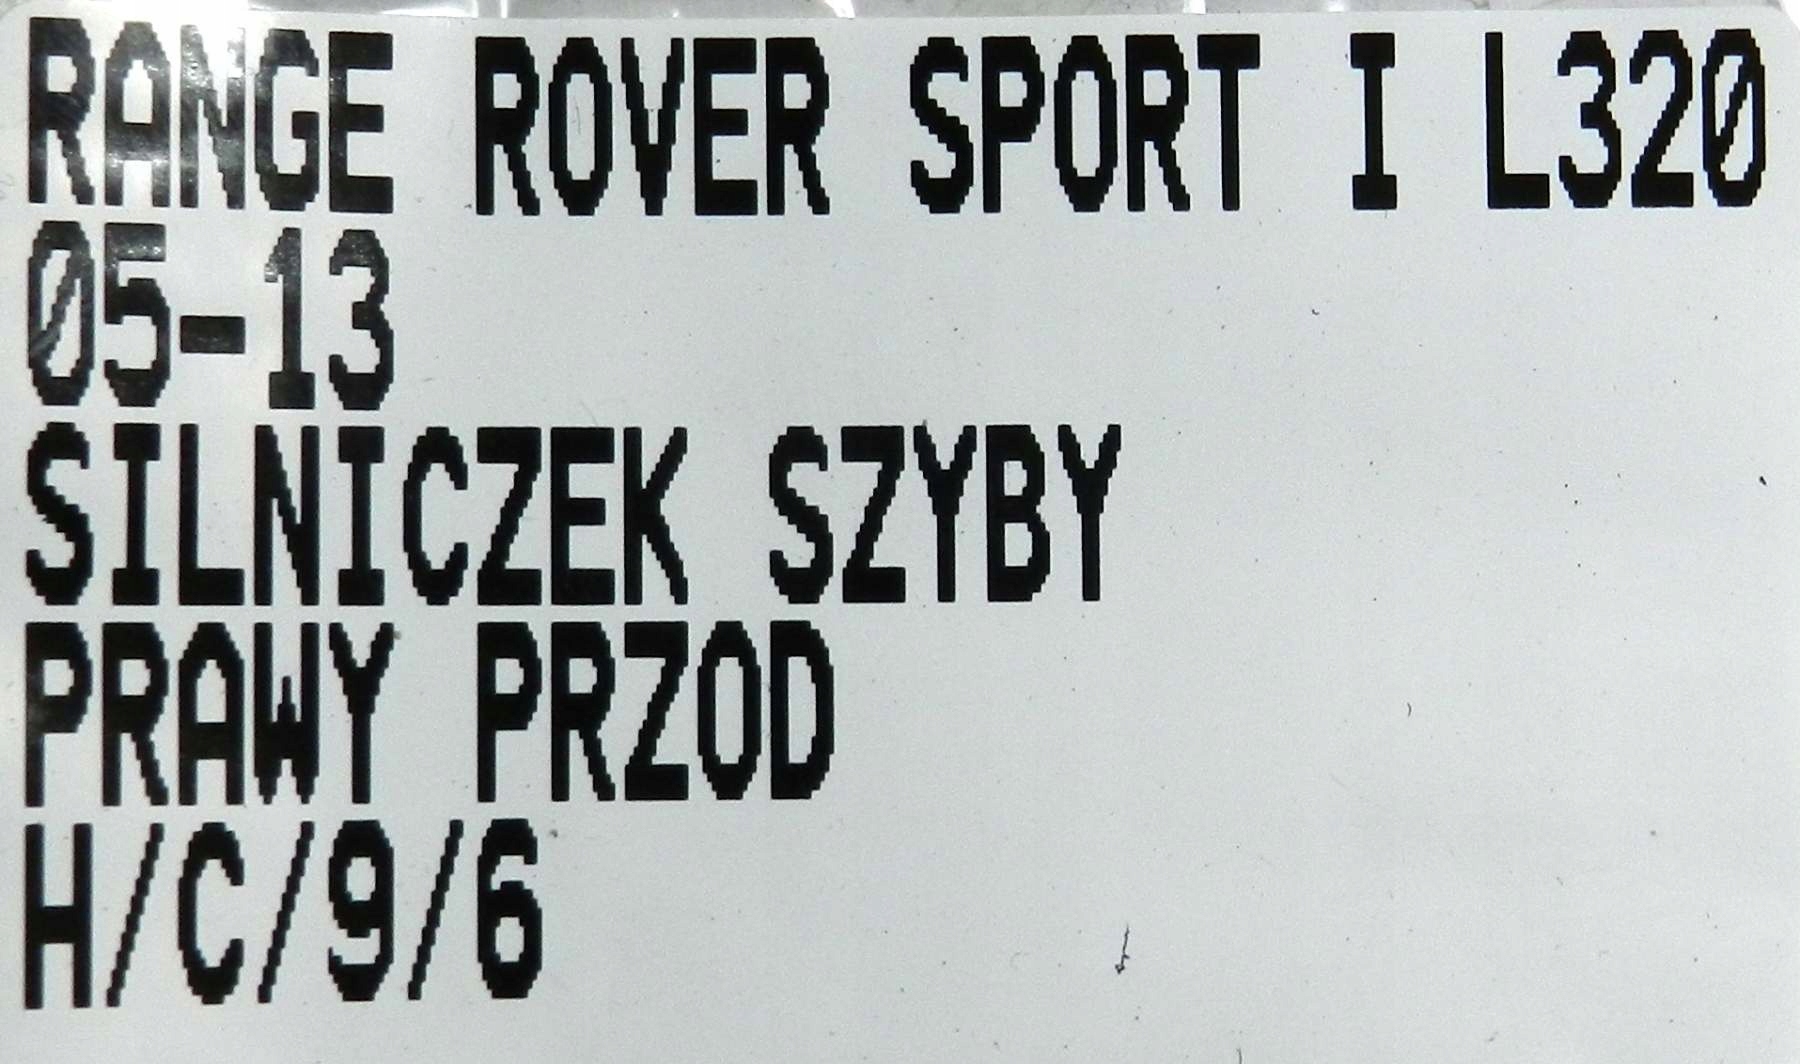 RANGE ROVER SPORT I L320
05-13
SILNICZEK SZYBY
PRAWY PRZOD
H/C/9/6